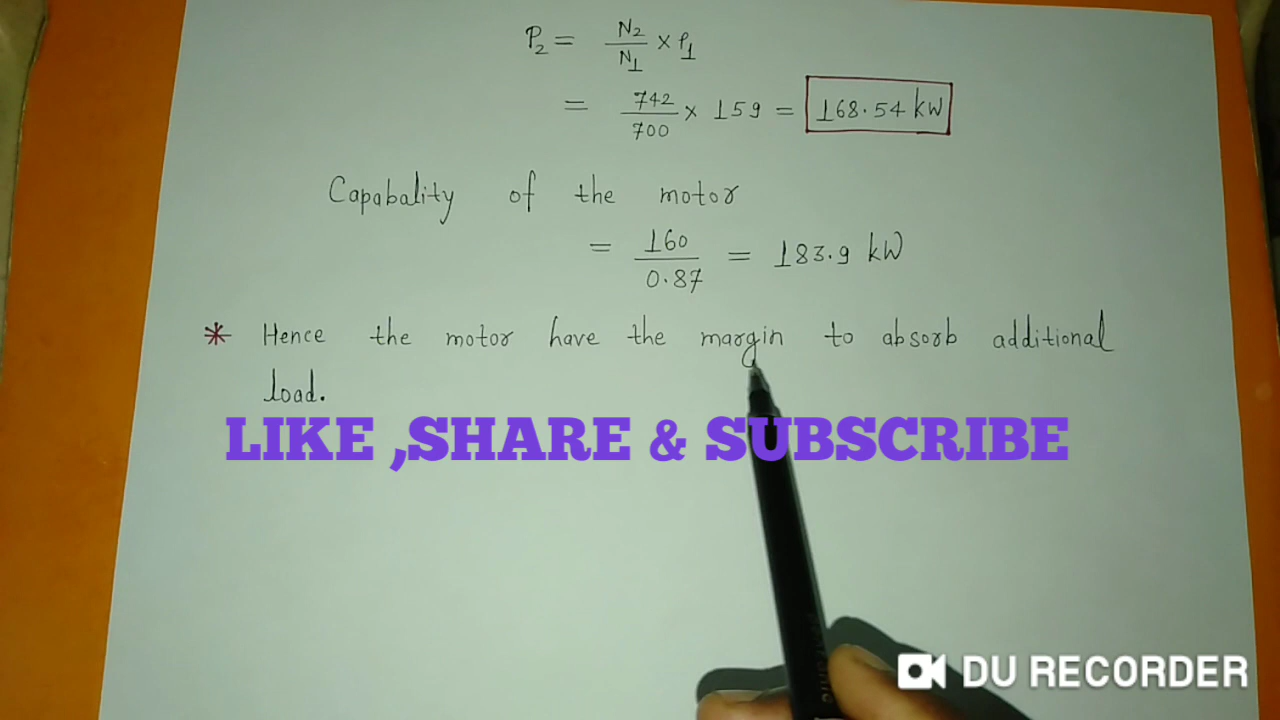 P₂ = N₂/N₁ × P₁
= 742/700 × 159 = 168.54 kW
Capabality of the motor
= 160/0.87 = 183.9 kW
* Hence the motor have the margin to absorb additional
load.
LIKE ,SHARE & SUBSCRIBE
DU RECORDER